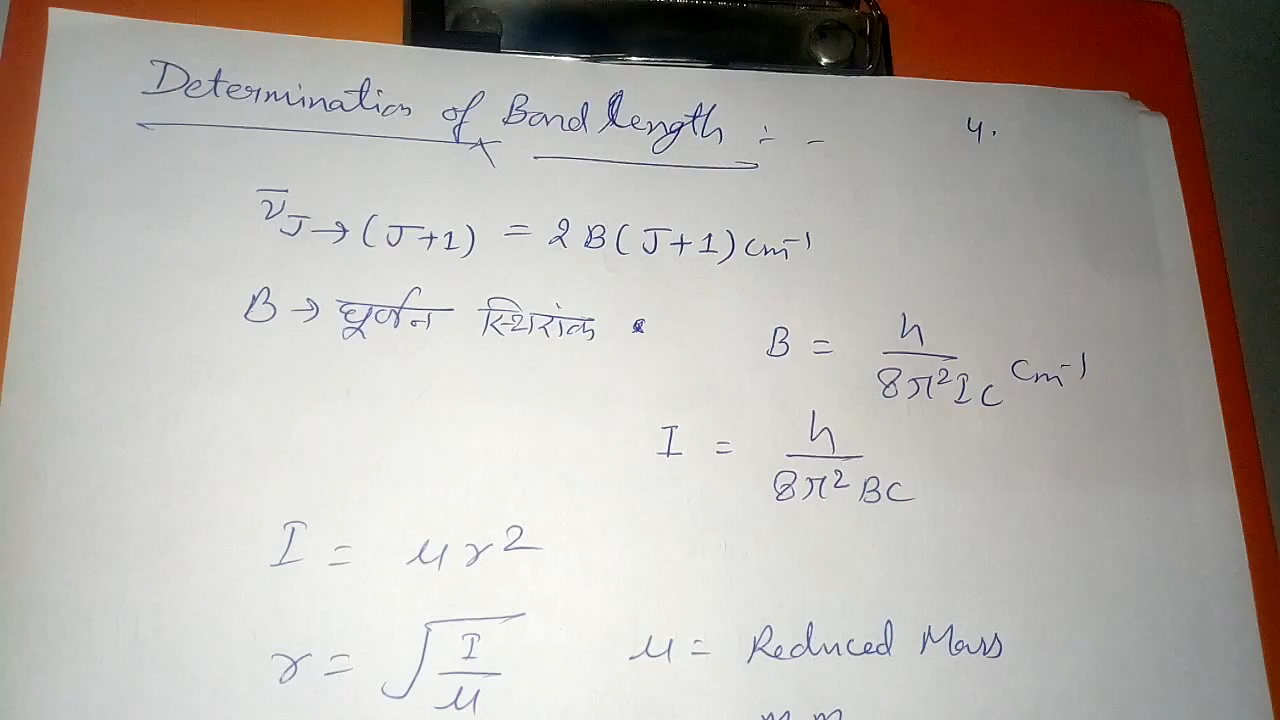 Determination of Bond length :- 4.
ν̅ J→(J+1) = 2B(J+1)cm⁻¹
B → घूर्णन स्थिरांक
B = h / 8π²IC cm⁻¹
I = h / 8π²BC
I = μr²
r = √(I/μ) μ = Reduced Mass